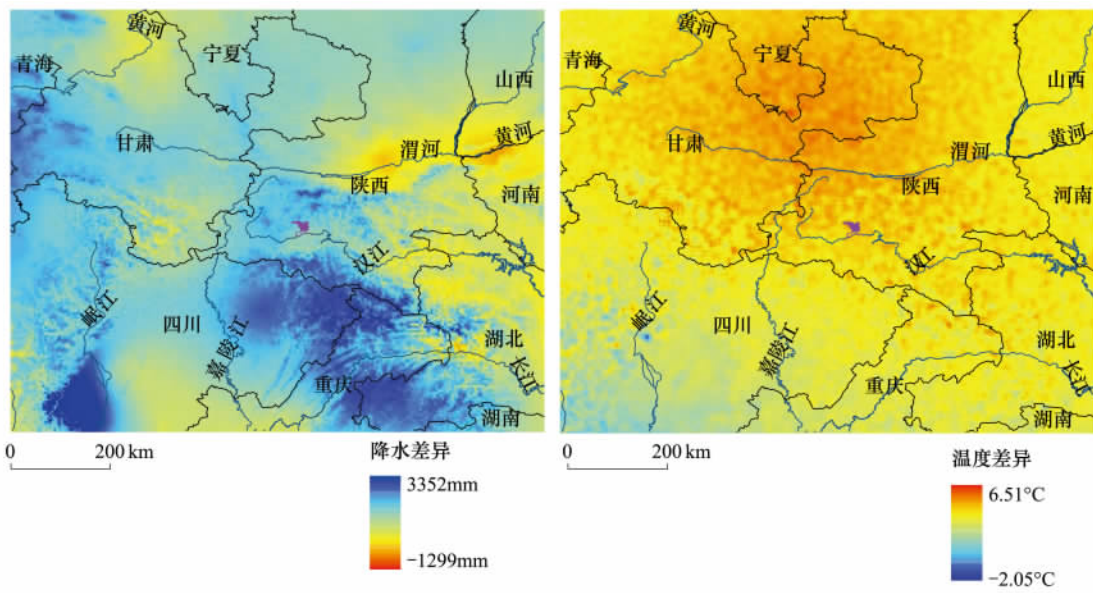 黄河
宁夏
青海
山西
甘肃
渭河
黄河
陕西
河南
汉江
岷江
四川
嘉陵江
湖北
重庆
长江
湖南
0 200 km
降水差异
3352mm
−1299mm
黄河
宁夏
青海
山西
甘肃
渭河
黄河
陕西
河南
汉江
岷江
四川
嘉陵江
湖北
重庆
长江
湖南
0 200 km
温度差异
6.51°C
−2.05°C